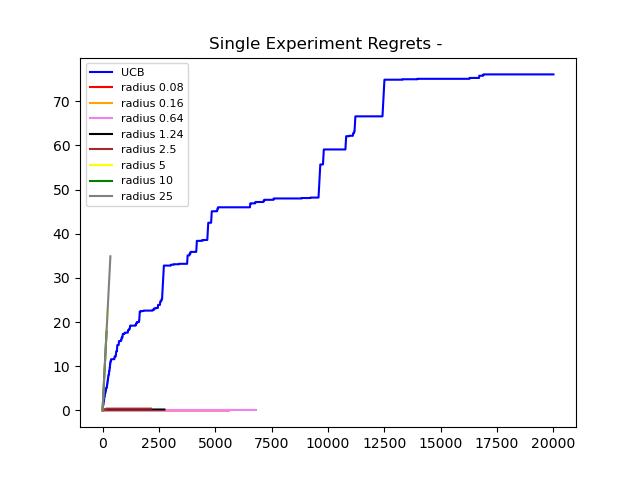 Single Experiment Regrets -
UCB
radius 0.08
radius 0.16
radius 0.64
radius 1.24
radius 2.5
radius 5
radius 10
radius 25
70
60
50
40
30
20
10
0
0 2500 5000 7500 10000 12500 15000 17500 20000